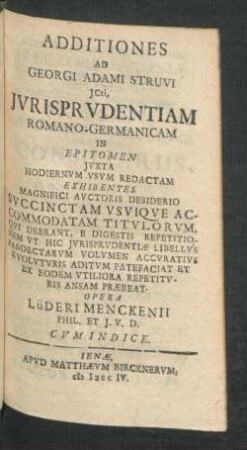 ADDITIONES
AD
GEORGI ADAMI STRUVI
JCti,
JVRISPRVDENTIAM
ROMANO-GERMANICAM
IN
EPITOMEN
JVXTA
HODIERNVM VSVM REDACTAM
EXHIBENTES
MAGNIFICI AVCTORIS DESIDERIO
SVCCINCTAM VSVIQVE AC-
COMMODATAM TITVLORVM,
QVI DEERANT, E DIGESTIS REPETITIO-
NEM VT HIC JVRISPRVDENTIÆ LIBELLVS
PANDECTARVM VOLVMEN ACCVRATIVS
EVOLVTVRIS ADITVM PATEFACIAT ET
EX EODEM VTILIORA REPETITV-
RIS ANSAM PRÆBEAT.
OPERA
LüDERI MENCKENII
PHIL. ET J. V. D.
CVM INDICE.
IENÆ,
APVD MATTHÆVM BIRCKNERVM,
cIɔ Iɔcc IV.